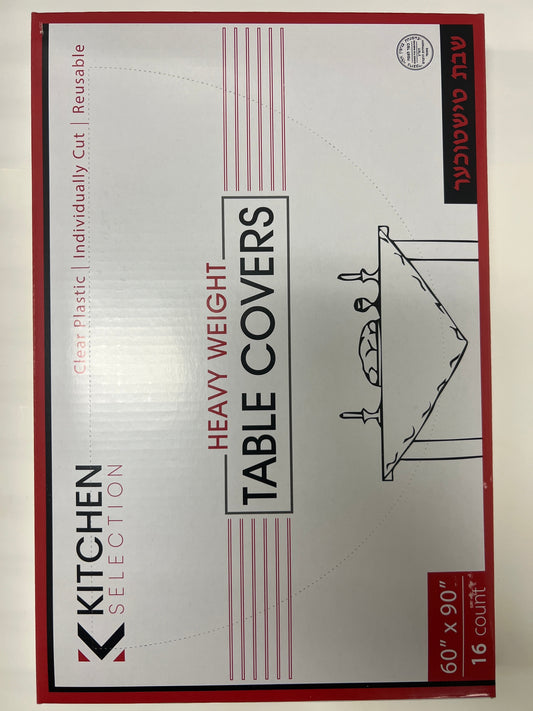 KITCHEN
SELECTION
Clear Plastic | Individually Cut | Reusable
HEAVY WEIGHT
TABLE COVERS
60” x 90”
16 count
שבת טישטוכער